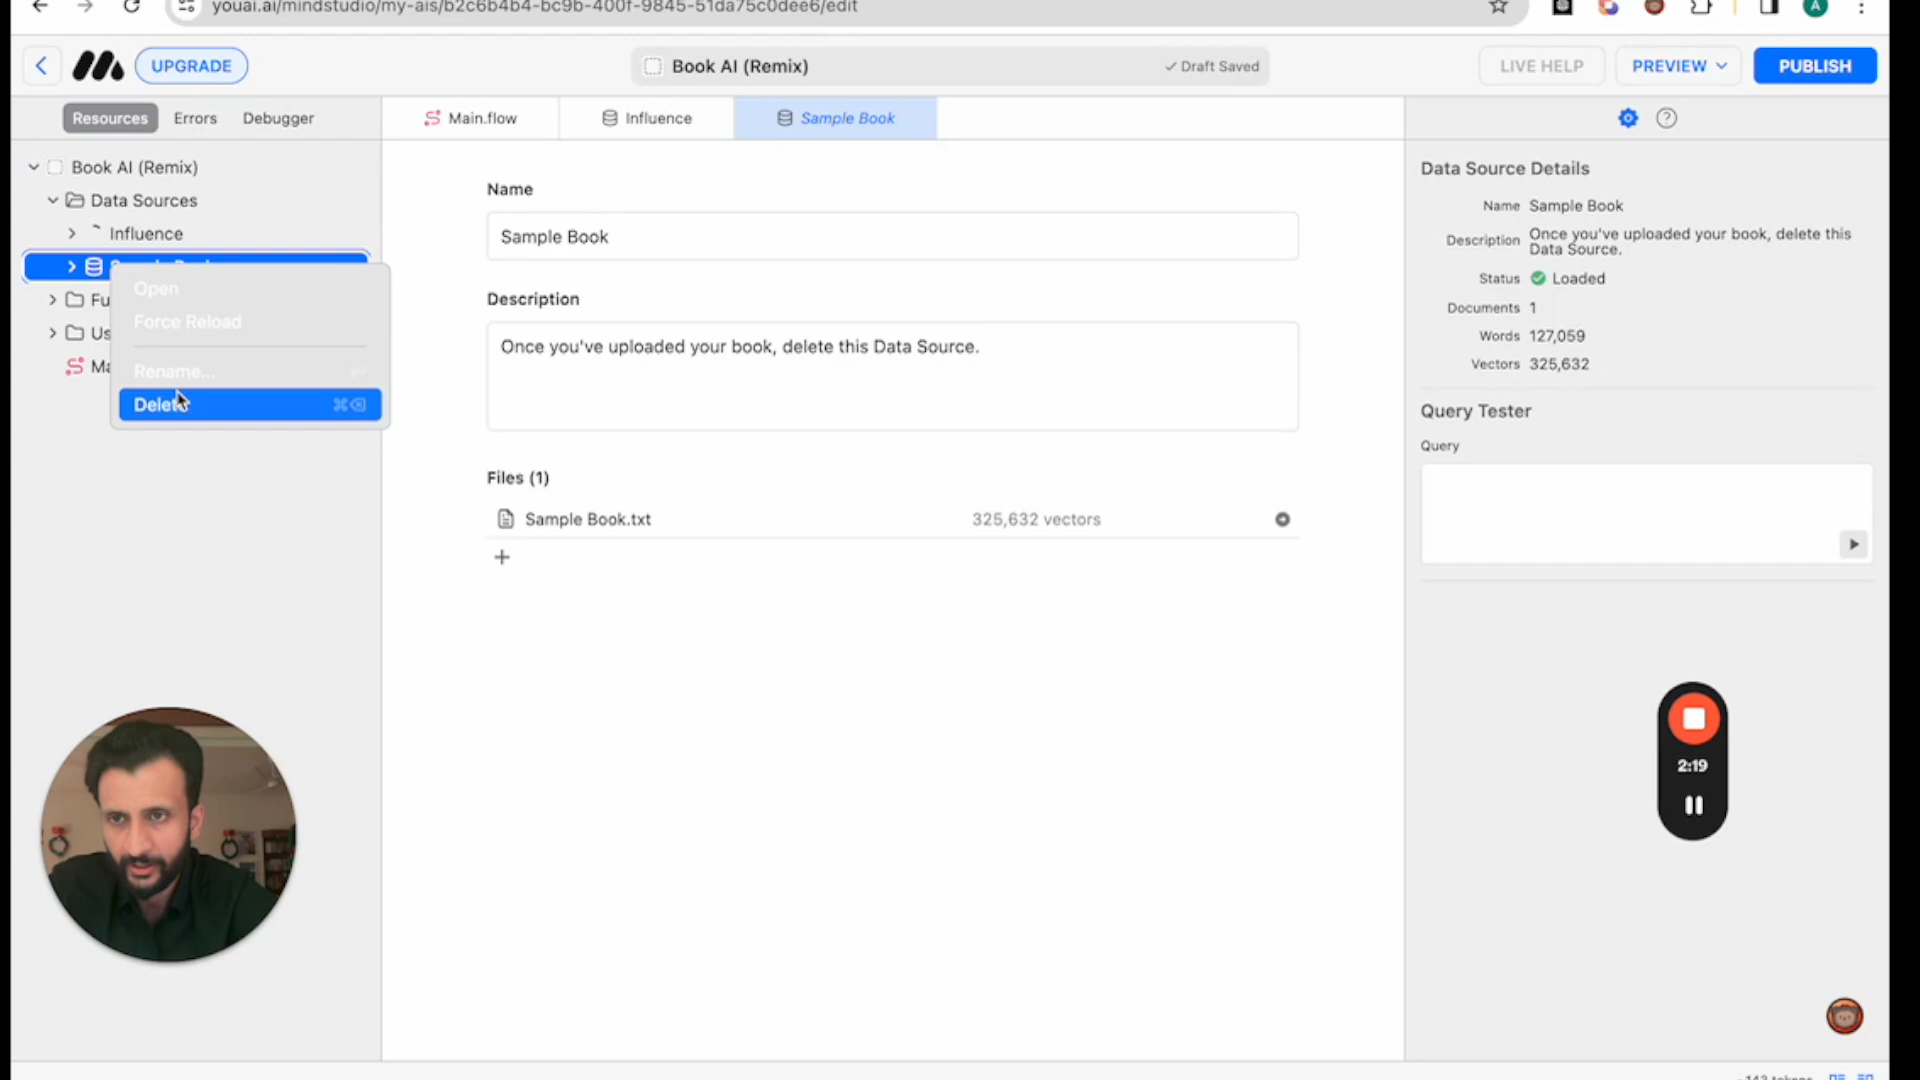 youai.ai/mindstudio/my-ais/b2c6b4b4-bc9b-400f-9845-51da75c0dee6/edit
A
UPGRADE
Book AI (Remix)
Draft Saved
LIVE HELP
PREVIEW
PUBLISH
Resources
Errors
Debugger
Main.flow
Influence
Sample Book
Book AI (Remix)
Data Sources
Influence
Open
Force Reload
Rename...
Delete
Name
Sample Book
Description
Once you've uploaded your book, delete this Data Source.
Files (1)
Sample Book.txt
325,632 vectors
Data Source Details
Name Sample Book
Description Once you've uploaded your book, delete this
Data Source.
Status Loaded
Documents 1
Words 127,059
Vectors 325,632
Query Tester
Query
2:19